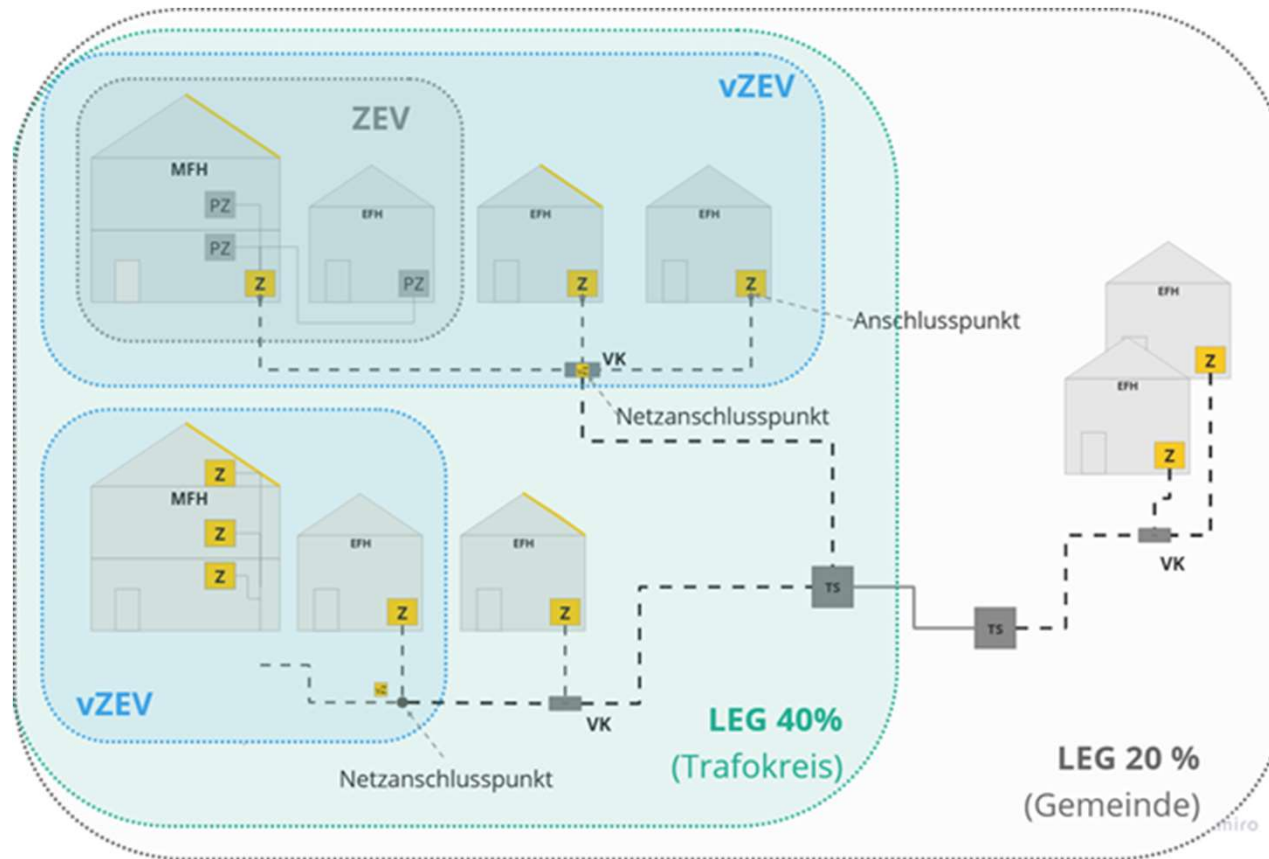 vZEV
ZEV
MFH
PZ
EFH
EFH
EFH
PZ
PZ
Z
Z
Z
EFH
Anschlusspunkt
VK
Z
EFH
Netzanschlusspunkt
Z
MFH
Z
Z
EFH
EFH
Z
VK
TS
Z
Z
TS
vZEV
VK
LEG 40%
(Trafokreis)
Netzanschlusspunkt
LEG 20 %
(Gemeinde)
miro